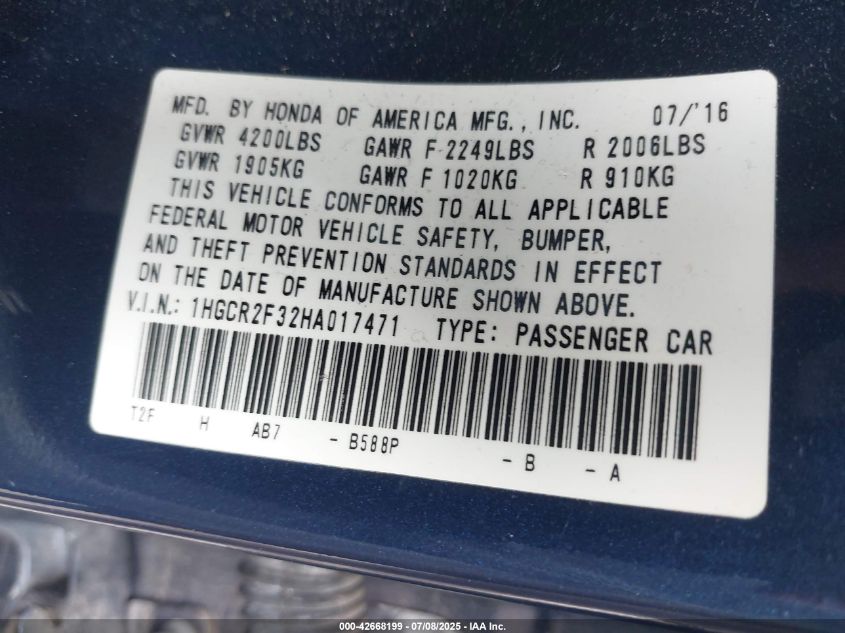 MFD. BY HONDA OF AMERICA MFG., INC. 07/'16
GVWR 4200LBS GAWR F 2249LBS R 2006LBS
GVWR 1905KG GAWR F 1020KG R 910KG
THIS VEHICLE CONFORMS TO ALL APPLICABLE
FEDERAL MOTOR VEHICLE SAFETY, BUMPER,
AND THEFT PREVENTION STANDARDS IN EFFECT
ON THE DATE OF MANUFACTURE SHOWN ABOVE.
V.I.N.: 1HGCR2F32HA017471 TYPE: PASSENGER CAR
T2F H AB7 - B588P - B - A
000-42668199 - 07/08/2025 - IAA Inc.